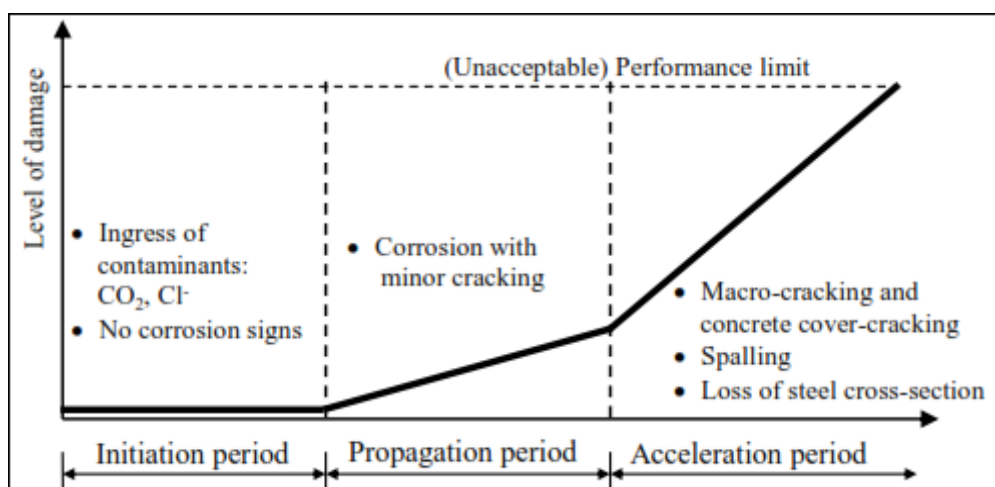 (Unacceptable) Performance limit
Level of damage
• Ingress of
contaminants:
CO₂, Cl⁻
• No corrosion signs
• Corrosion with
minor cracking
• Macro-cracking and
concrete cover-cracking
• Spalling
• Loss of steel cross-section
Initiation period
Propagation period
Acceleration period